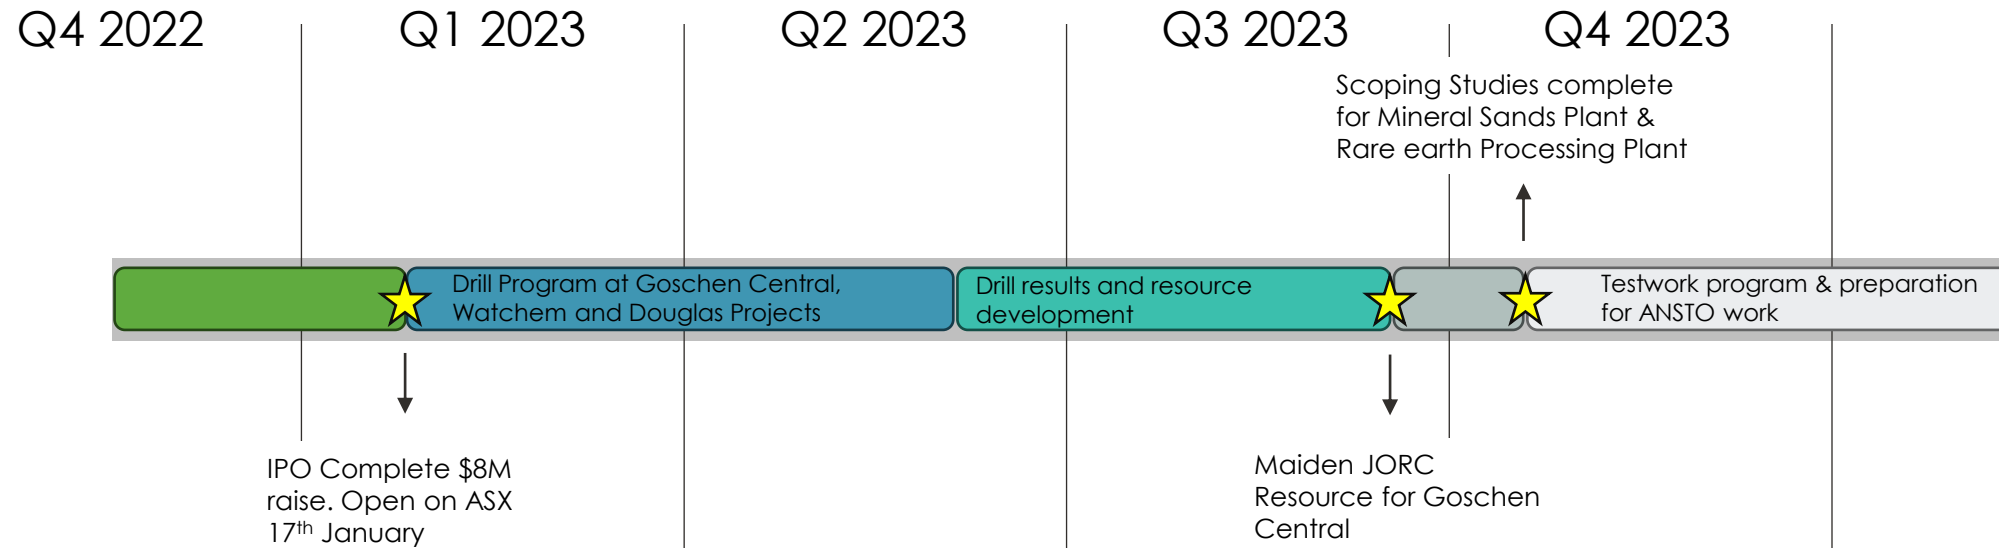 Q4 2022
Q1 2023
Q2 2023
Q3 2023
Q4 2023
Scoping Studies complete
for Mineral Sands Plant &
Rare earth Processing Plant
Drill Program at Goschen Central,
Watchem and Douglas Projects
Drill results and resource
development
Testwork program & preparation
for ANSTO work
IPO Complete $8M
raise. Open on ASX
17th January
Maiden JORC
Resource for Goschen
Central